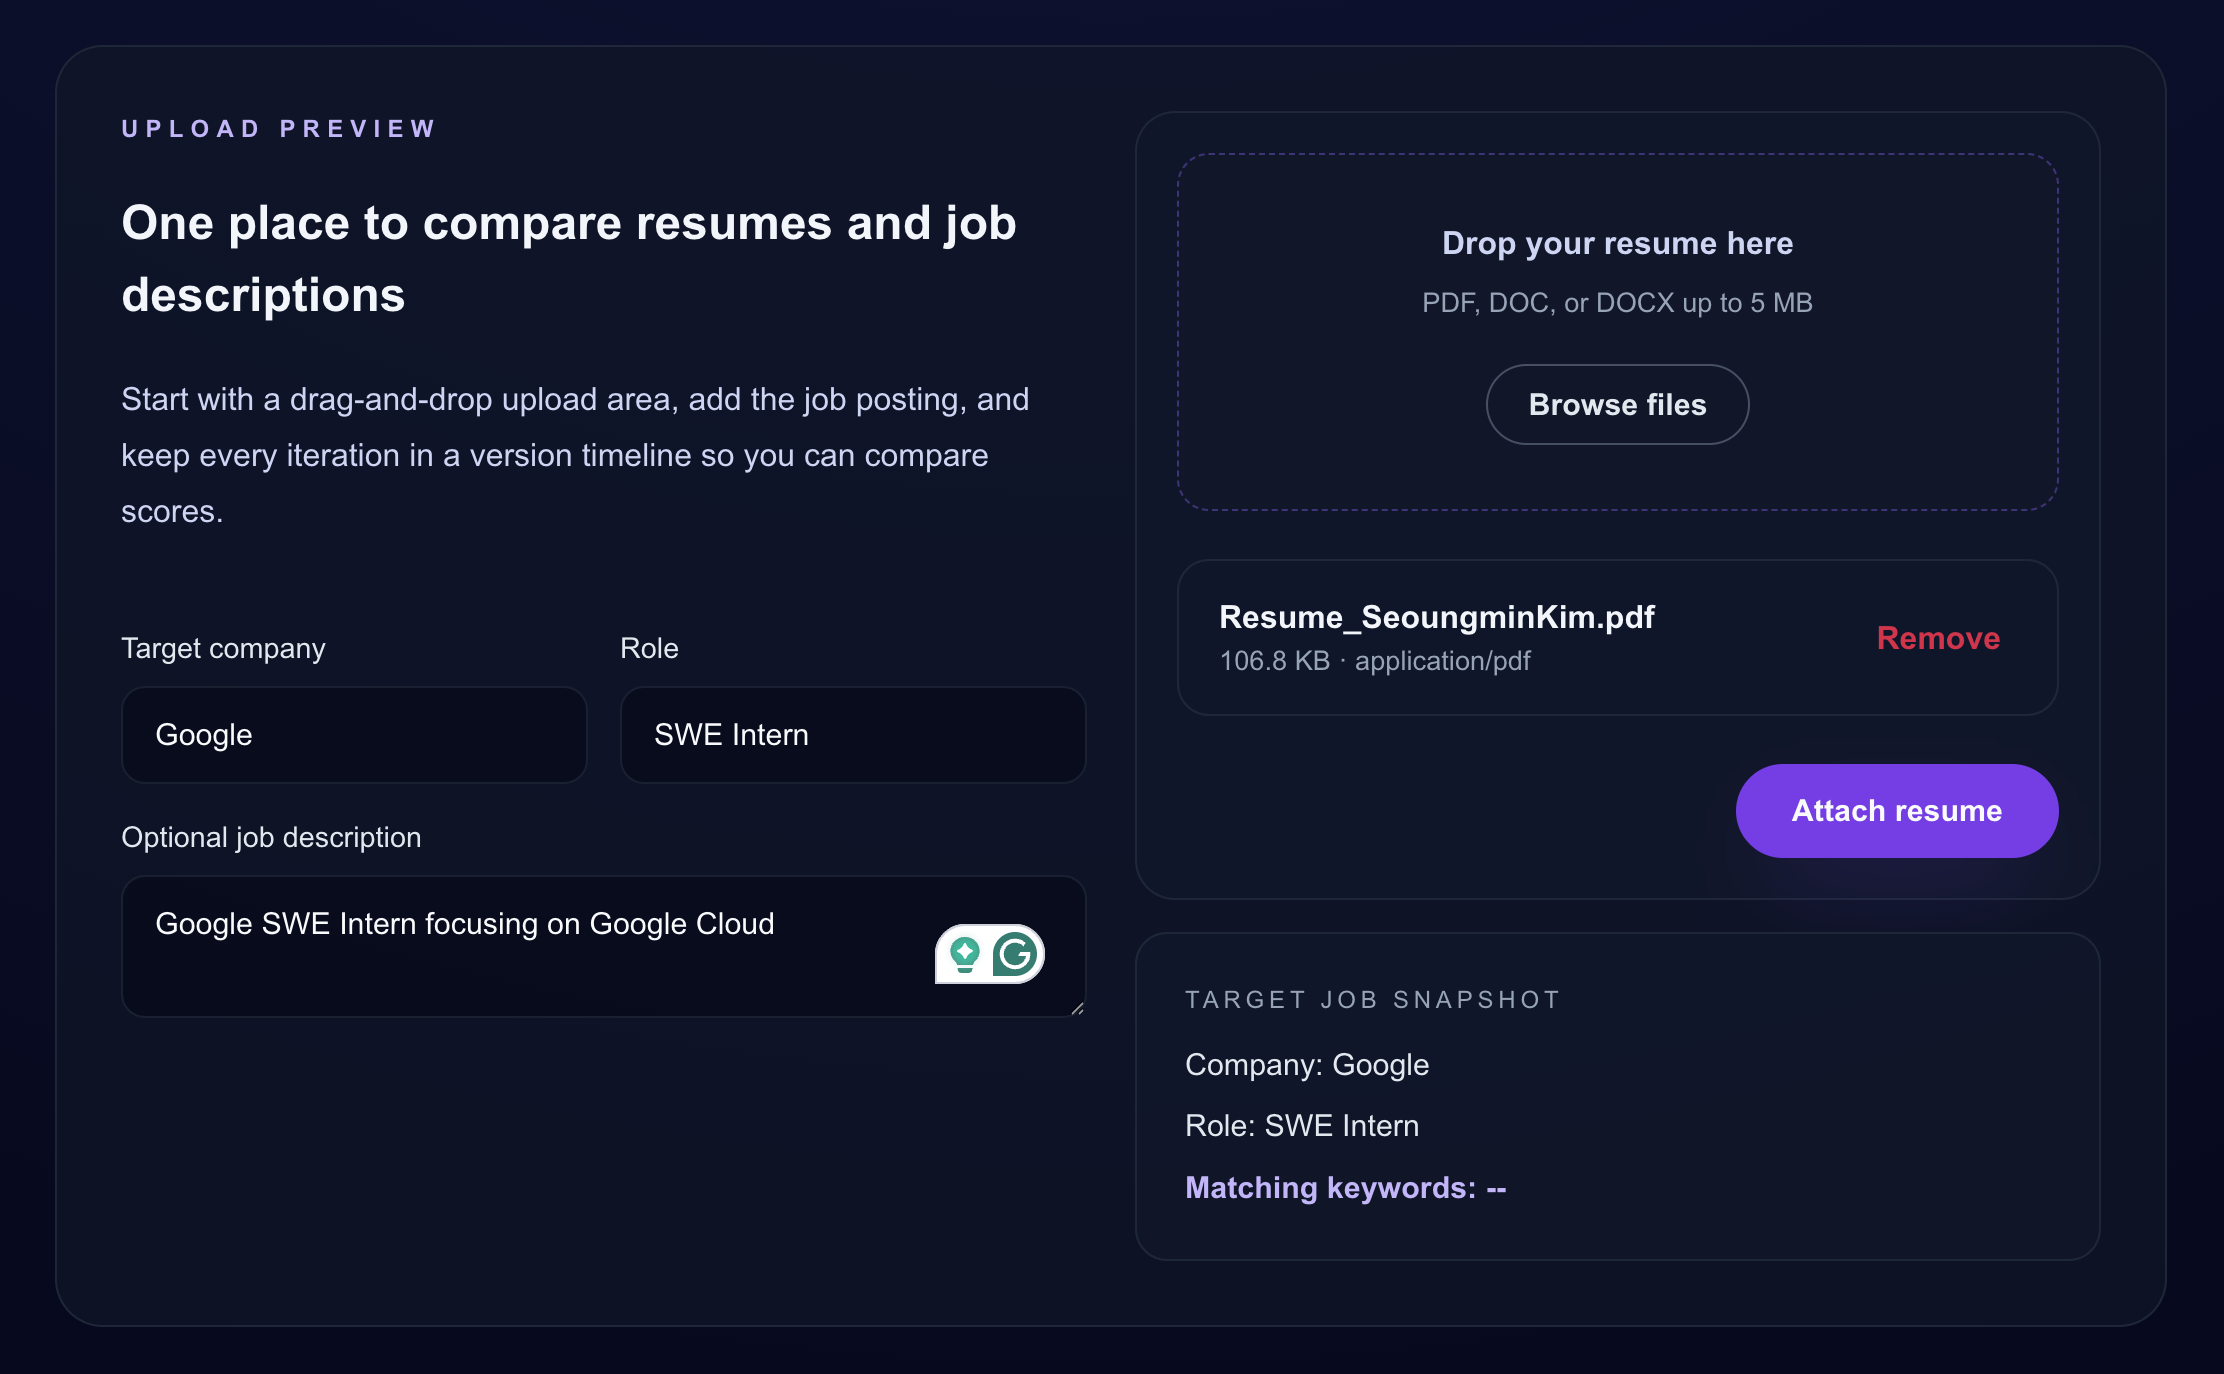 UPLOAD PREVIEW
One place to compare resumes and job
descriptions
Start with a drag-and-drop upload area, add the job posting, and
keep every iteration in a version timeline so you can compare
scores.
Target company
Role
Google
SWE Intern
Optional job description
Google SWE Intern focusing on Google Cloud
Drop your resume here
PDF, DOC, or DOCX up to 5 MB
Browse files
Resume_SeoungminKim.pdf
106.8 KB · application/pdf
Remove
Attach resume
TARGET JOB SNAPSHOT
Company: Google
Role: SWE Intern
Matching keywords: --